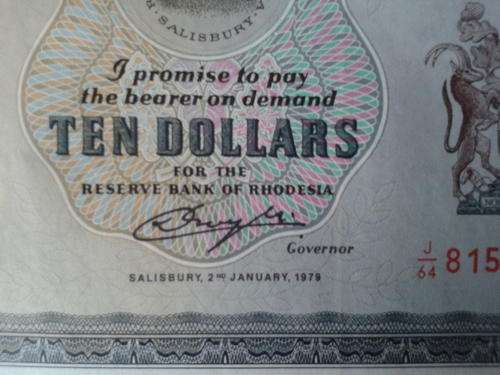 SALISBURY
I promise to pay
the bearer on demand
TEN DOLLARS
FOR THE
RESERVE BANK OF RHODESIA
Governor
SALISBURY, 2ND JANUARY, 1979
J/64 815